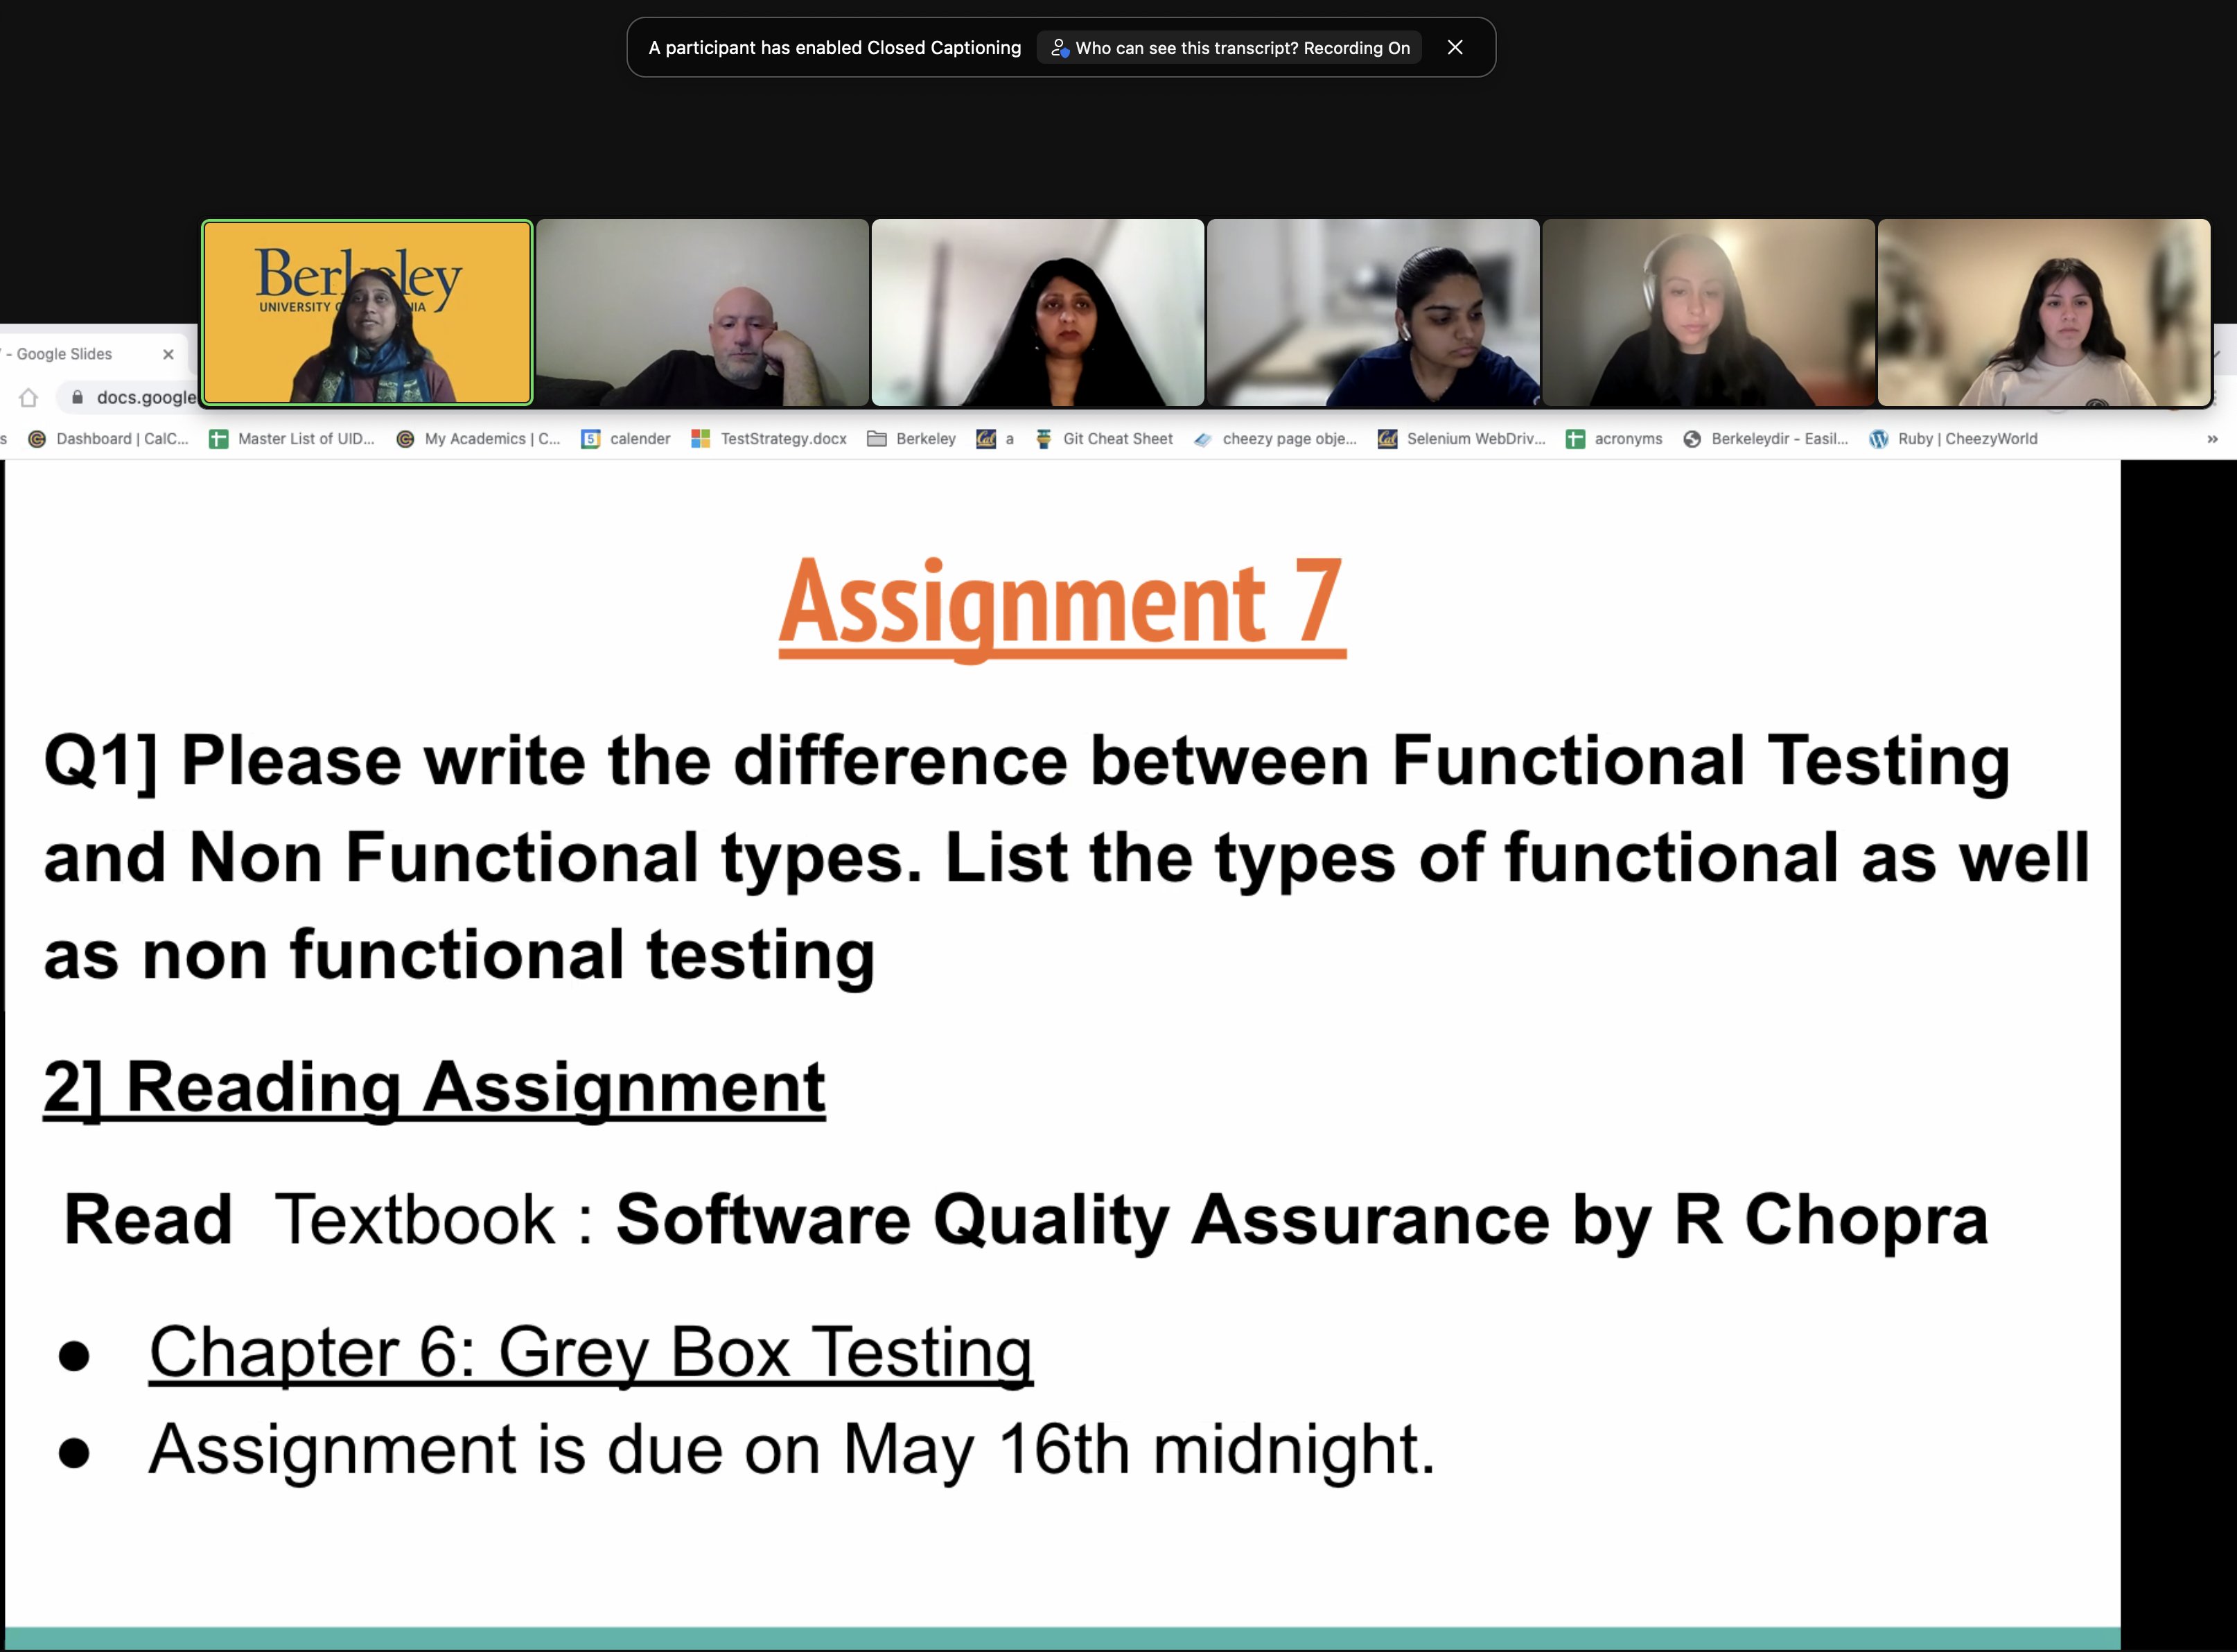 A participant has enabled Closed Captioning Who can see this transcript? Recording On
Berkeley
UNIVERSITY
- Google Slides
docs.google
Dashboard | CalC... Master List of UID... My Academics | C... 5 calender TestStrategy.docx Berkeley Cal a Git Cheat Sheet cheezy page obje... Cal Selenium WebDriv... acronyms Berkeleydir - Easil... Ruby | CheezyWorld »
Assignment 7
Q1] Please write the difference between Functional Testing
and Non Functional types. List the types of functional as well
as non functional testing
2] Reading Assignment
Read Textbook : Software Quality Assurance by R Chopra
● Chapter 6: Grey Box Testing
● Assignment is due on May 16th midnight.